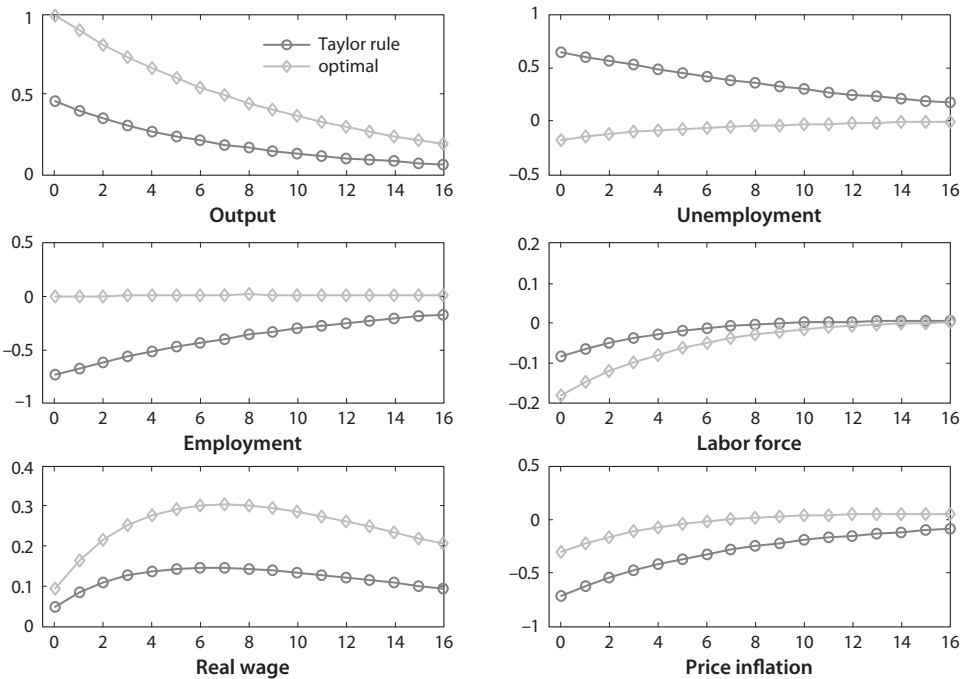 1
0.5
0
Taylor rule
optimal
0 2 4 6 8 10 12 14 16
Output
1
0.5
0
–0.5
0 2 4 6 8 10 12 14 16
Unemployment
0.5
0
–0.5
–1
0 2 4 6 8 10 12 14 16
Employment
0.2
0.1
0
–0.1
–0.2
0 2 4 6 8 10 12 14 16
Labor force
0.4
0.3
0.2
0.1
0
0 2 4 6 8 10 12 14 16
Real wage
0.5
0
–0.5
–1
0 2 4 6 8 10 12 14 16
Price inflation